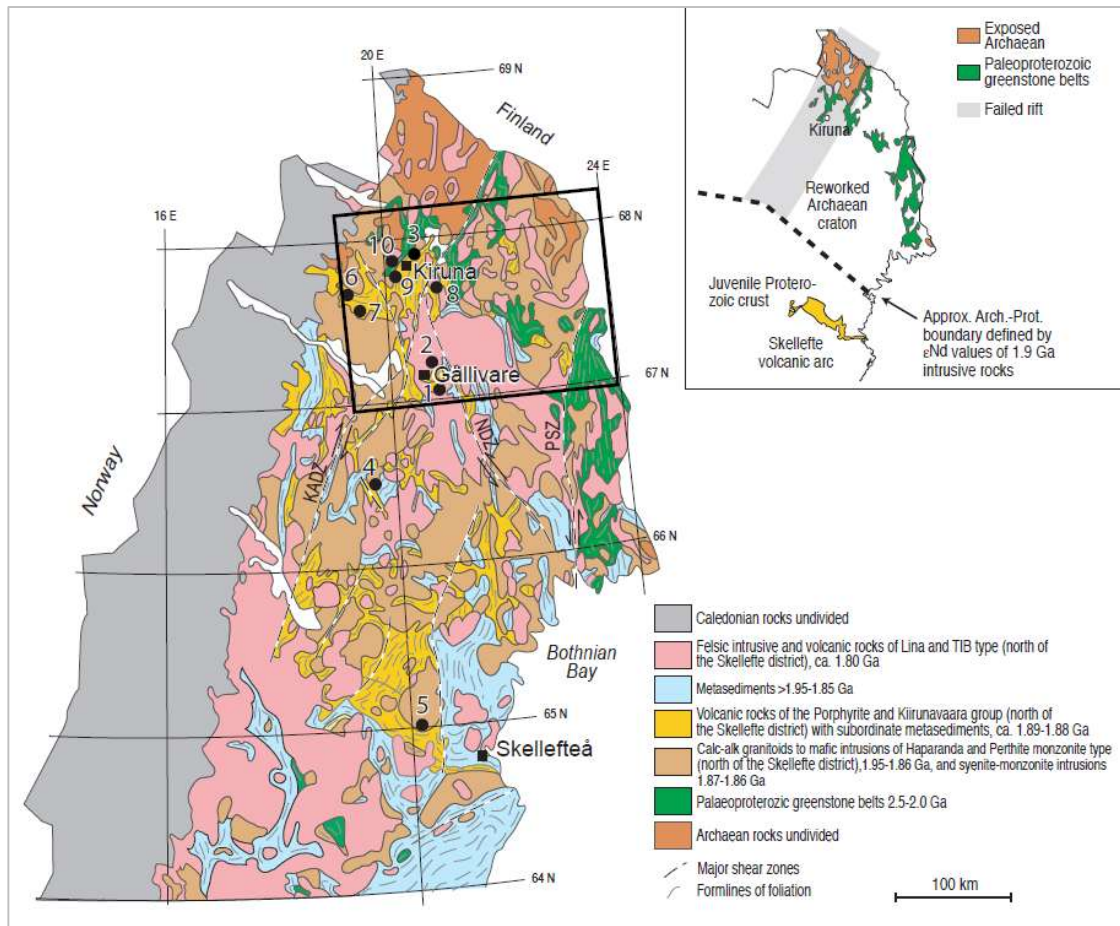 20 E
69 N
Finland
24 E
16 E
68 N
10
3
Kiruna
6
9
8
7
2
Gällivare
1
67 N
Norway
KADZ
NDZ
PSZ
4
66 N
Bothnian
Bay
5
65 N
Skellefteå
64 N
Exposed
Archaean
Paleoproterozoic
greenstone belts
Failed rift
Kiruna
Reworked
Archaean
craton
Juvenile Protero-
zoic crust
Skellefte
volcanic arc
Approx. Arch.-Prot.
boundary defined by
εNd values of 1.9 Ga
intrusive rocks
Caledonian rocks undivided
Felsic intrusive and volcanic rocks of Lina and TIB type (north of
the Skellefte district), ca. 1.80 Ga
Metasediments >1.95-1.85 Ga
Volcanic rocks of the Porphyrite and Kiirunavaara group (north of
the Skellefte district) with subordinate metasediments, ca. 1.89-1.88 Ga
Calc-alk granitoids to mafic intrusions of Haparanda and Perthite monzonite type
(north of the Skellefte district),1.95-1.86 Ga, and syenite-monzonite intrusions
1.87-1.86 Ga
Palaeoproterozic greenstone belts 2.5-2.0 Ga
Archaean rocks undivided
Major shear zones
Formlines of foliation
100 km